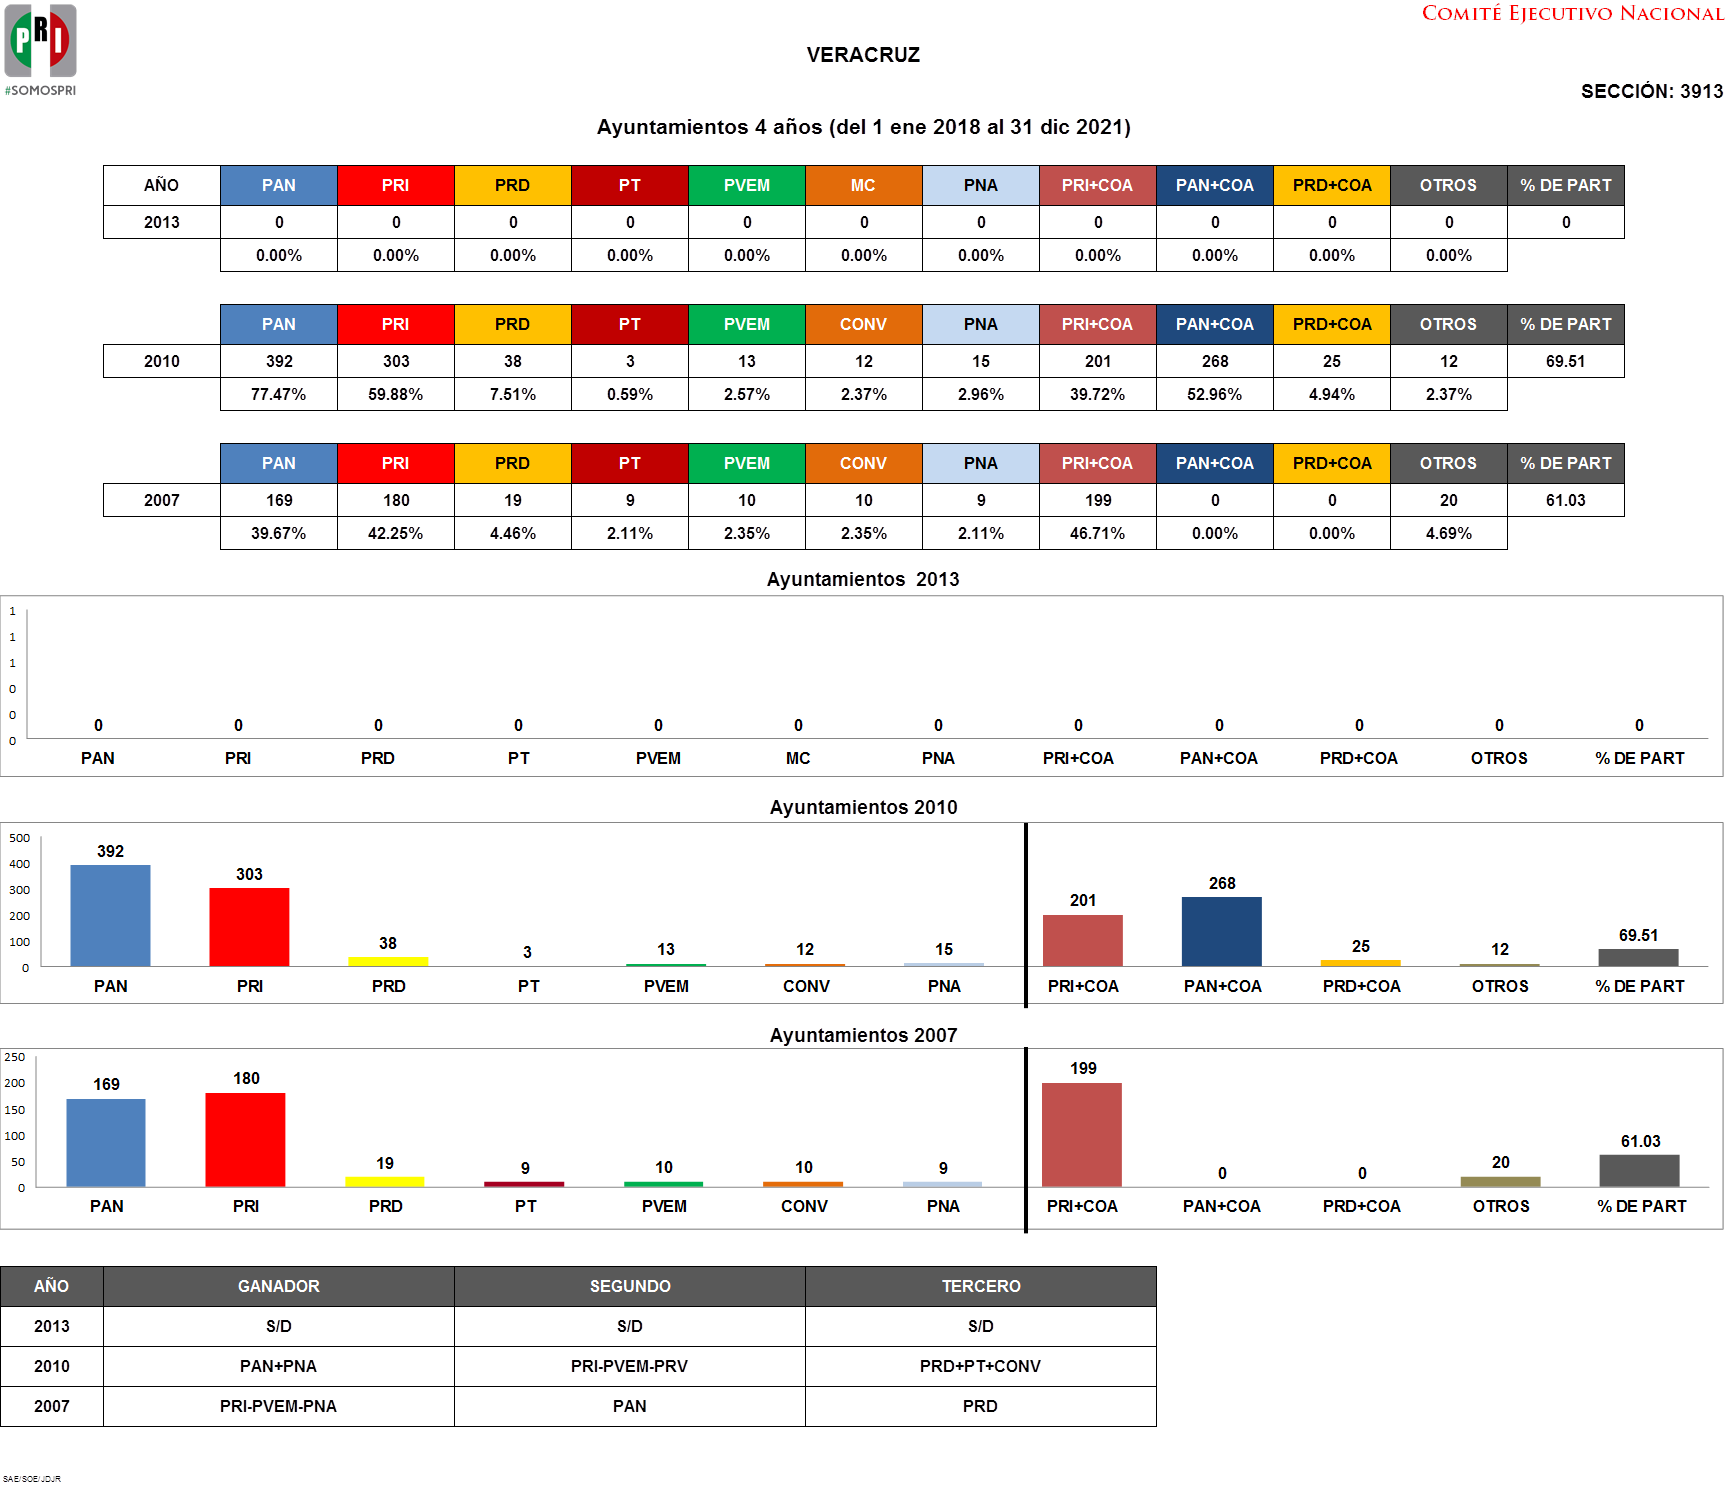 PRI
#SOMOSPRI
COMITÉ EJECUTIVO NACIONAL
VERACRUZ
SECCIÓN: 3913
Ayuntamientos 4 años (del 1 ene 2018 al 31 dic 2021)
AÑO PAN PRI PRD PT PVEM MC PNA PRI+COA PAN+COA PRD+COA OTROS % DE PART
2013 0 0 0 0 0 0 0 0 0 0 0 0
0.00% 0.00% 0.00% 0.00% 0.00% 0.00% 0.00% 0.00% 0.00% 0.00% 0.00%
PAN PRI PRD PT PVEM CONV PNA PRI+COA PAN+COA PRD+COA OTROS % DE PART
2010 392 303 38 3 13 12 15 201 268 25 12 69.51
77.47% 59.88% 7.51% 0.59% 2.57% 2.37% 2.96% 39.72% 52.96% 4.94% 2.37%
PAN PRI PRD PT PVEM CONV PNA PRI+COA PAN+COA PRD+COA OTROS % DE PART
2007 169 180 19 9 10 10 9 199 0 0 20 61.03
39.67% 42.25% 4.46% 2.11% 2.35% 2.35% 2.11% 46.71% 0.00% 0.00% 4.69%
Ayuntamientos 2013
1
1
1
0
0
0
0 0 0 0 0 0 0 0 0 0 0 0
PAN PRI PRD PT PVEM MC PNA PRI+COA PAN+COA PRD+COA OTROS % DE PART
Ayuntamientos 2010
500
400
300
200
100
0
392 303 38 3 13 12 15 201 268 25 12 69.51
PAN PRI PRD PT PVEM CONV PNA PRI+COA PAN+COA PRD+COA OTROS % DE PART
Ayuntamientos 2007
250
200
150
100
50
0
169 180 19 9 10 10 9 199 0 0 20 61.03
PAN PRI PRD PT PVEM CONV PNA PRI+COA PAN+COA PRD+COA OTROS % DE PART
AÑO GANADOR SEGUNDO TERCERO
2013 S/D S/D S/D
2010 PAN+PNA PRI-PVEM-PRV PRD+PT+CONV
2007 PRI-PVEM-PNA PAN PRD
SAE/SOE/JDJR